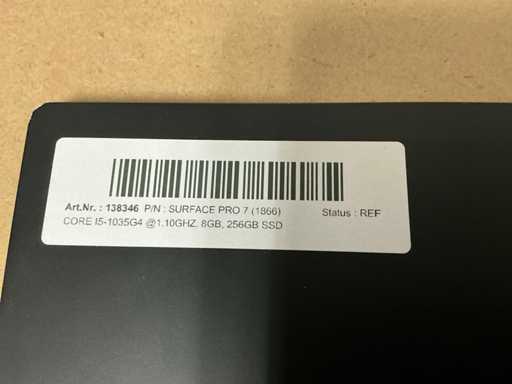 Art.Nr. : 138346 P/N : SURFACE PRO 7 (1866) Status : REF
CORE I5-1035G4 @1.10GHZ, 8GB, 256GB SSD